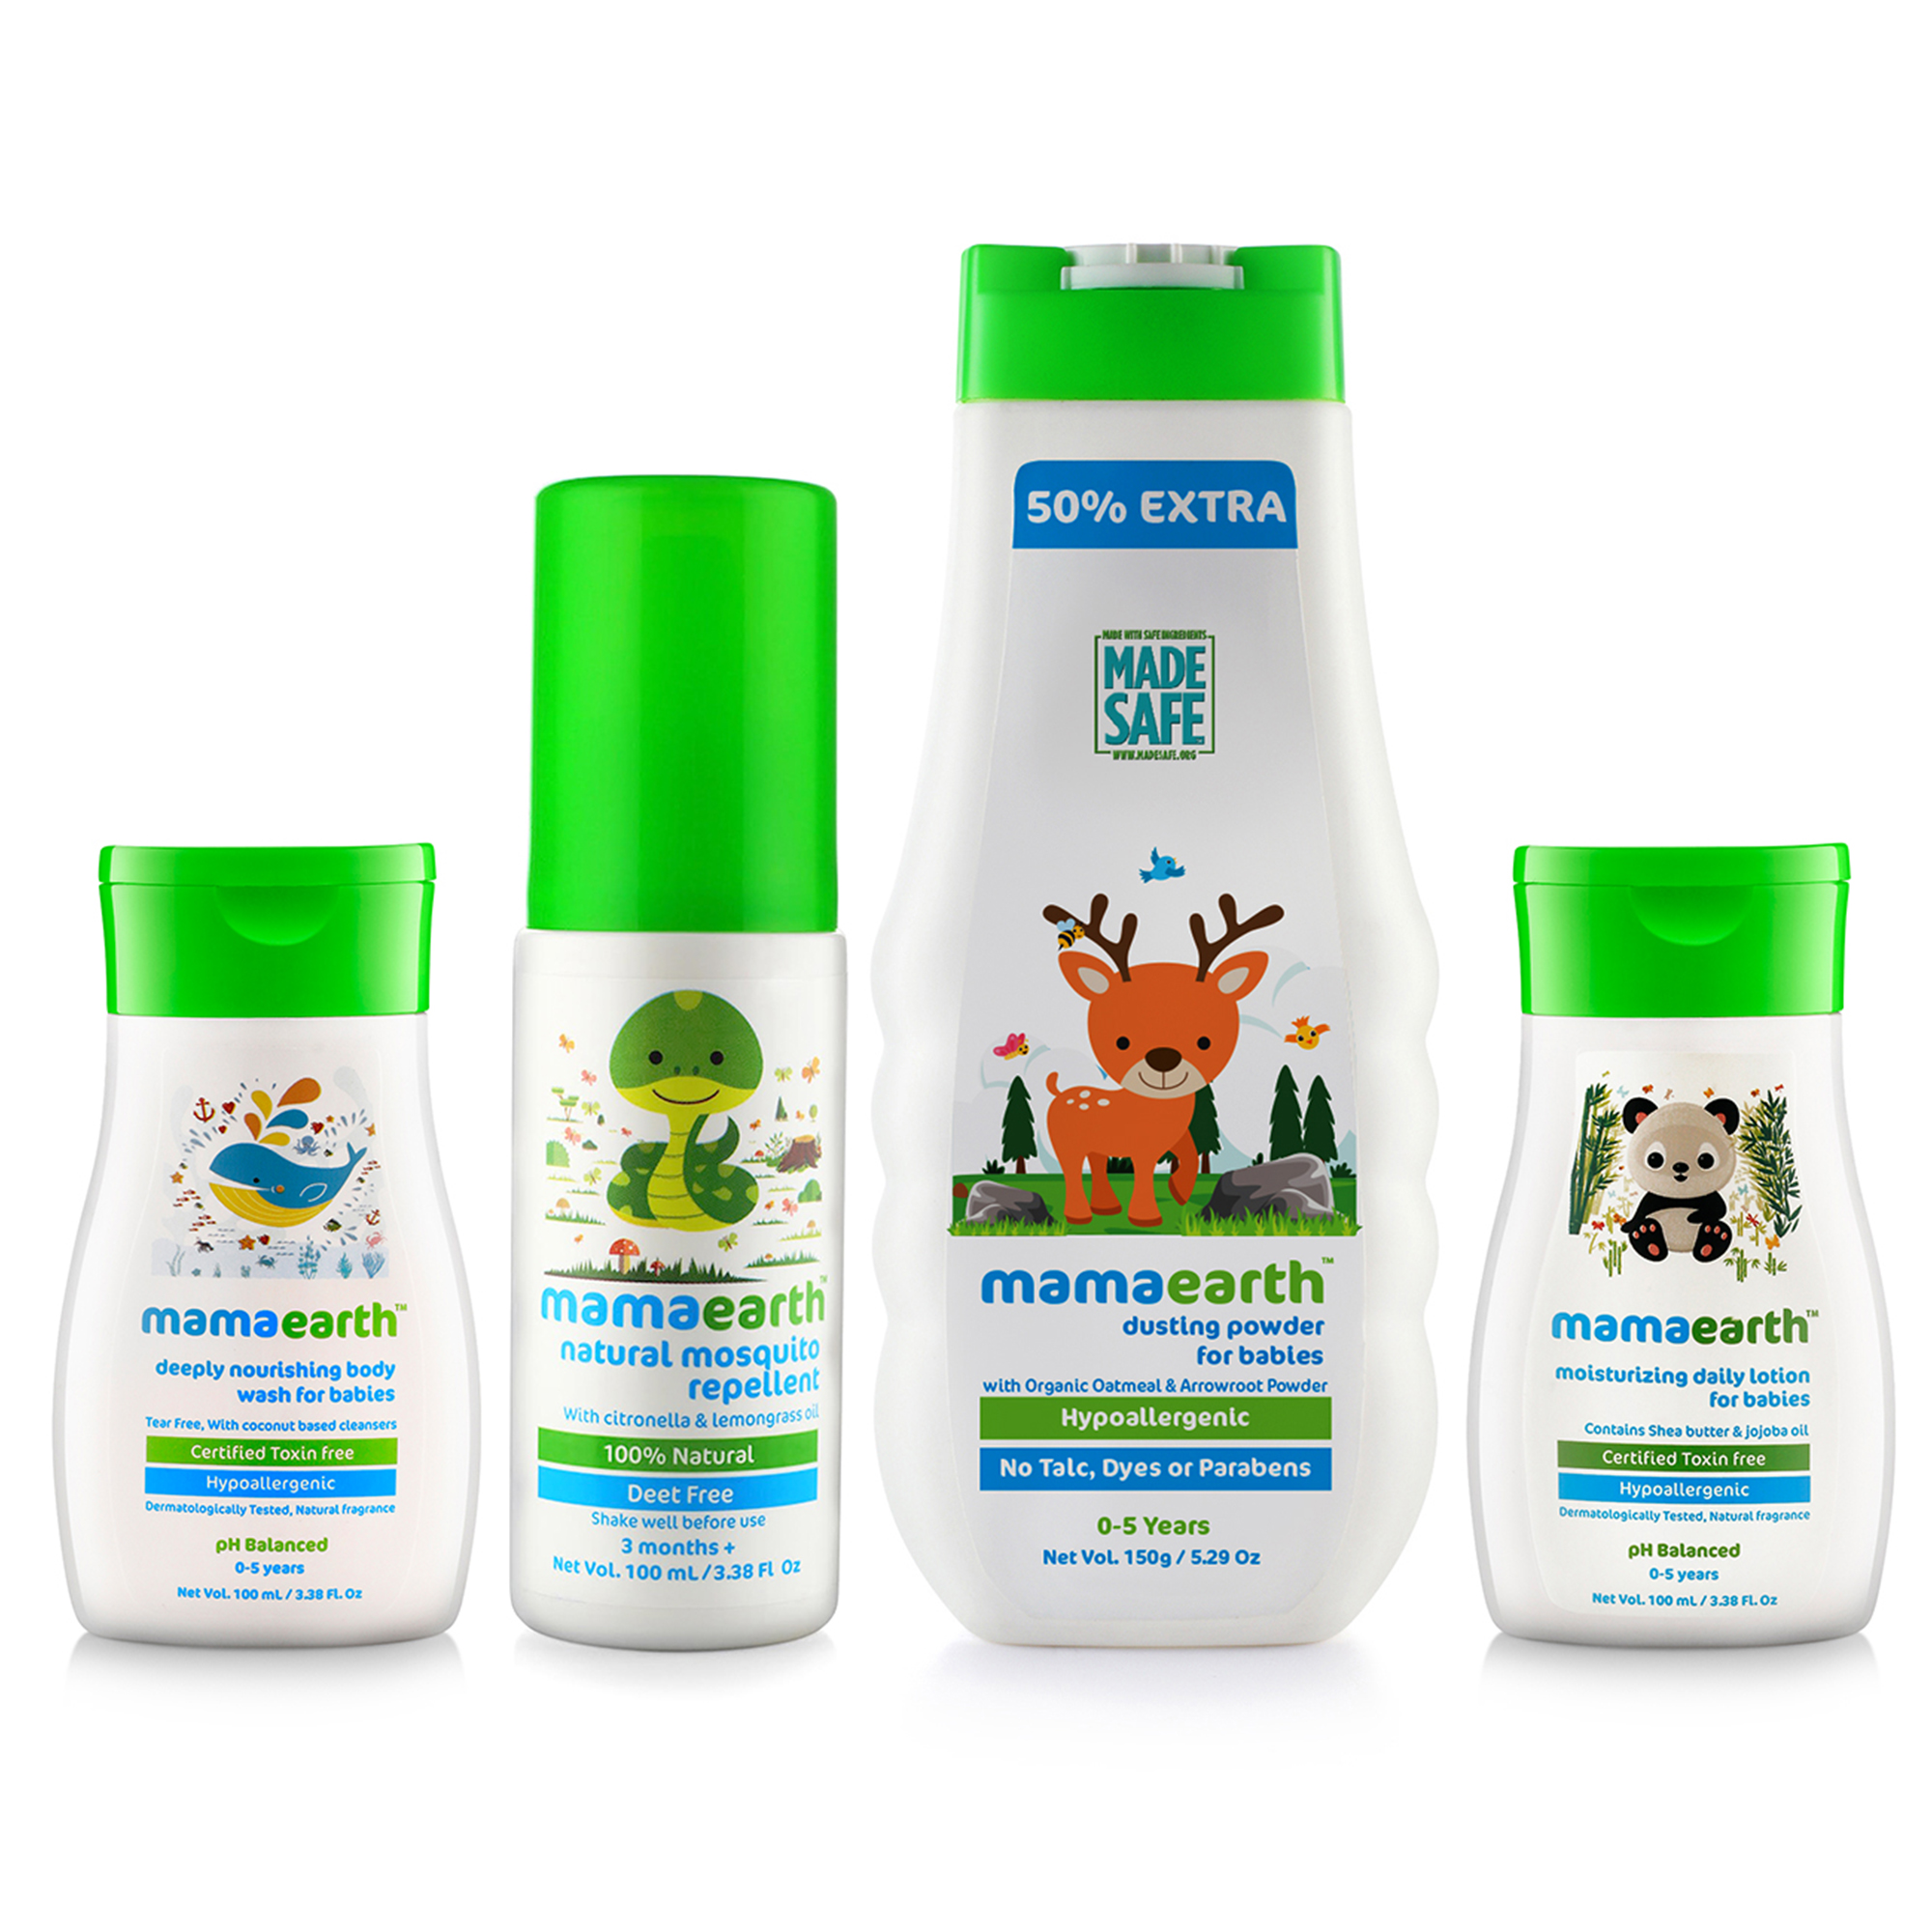 mamaearth™
deeply nourishing body
wash for babies
Tear Free, With coconut based cleansers
Certified Toxin free
Hypoallergenic
Dermatologically Tested, Natural fragrance
pH Balanced
0-5 years
Net Vol. 100 mL / 3.38 Fl. Oz
mamaearth™
natural mosquito
repellent
With citronella & lemongrass oil
100% Natural
Deet Free
Shake well before use
3 months +
Net Vol. 100 mL / 3.38 Fl Oz
50% EXTRA
MADE WITH SAFE INGREDIENTS
MADE
SAFE
WWW.MADESAFE.ORG
mamaearth™
dusting powder
for babies
with Organic Oatmeal & Arrowroot Powder
Hypoallergenic
No Talc, Dyes or Parabens
0-5 Years
Net Vol. 150g / 5.29 Oz
mamaearth™
moisturizing daily lotion
for babies
Contains Shea butter & jojoba oil
Certified Toxin free
Hypoallergenic
Dermatologically Tested, Natural fragrance
pH Balanced
0-5 years
Net Vol. 100 mL / 3.38 Fl. Oz